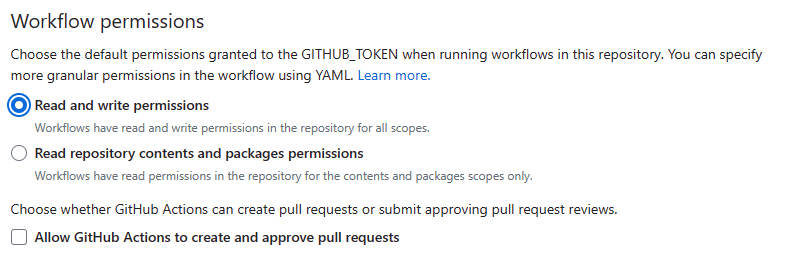 Workflow permissions
Choose the default permissions granted to the GITHUB_TOKEN when running workflows in this repository. You can specify
more granular permissions in the workflow using YAML. Learn more.
Read and write permissions
Workflows have read and write permissions in the repository for all scopes.
Read repository contents and packages permissions
Workflows have read permissions in the repository for the contents and packages scopes only.
Choose whether GitHub Actions can create pull requests or submit approving pull request reviews.
Allow GitHub Actions to create and approve pull requests